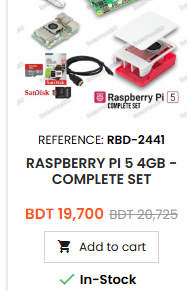 SanDisk
SanDisk
Raspberry Pi 5
COMPLETE SET
REFERENCE: RBD-2441
RASPBERRY PI 5 4GB -
COMPLETE SET
BDT 19,700 BDT 20,725
Add to cart
In-Stock